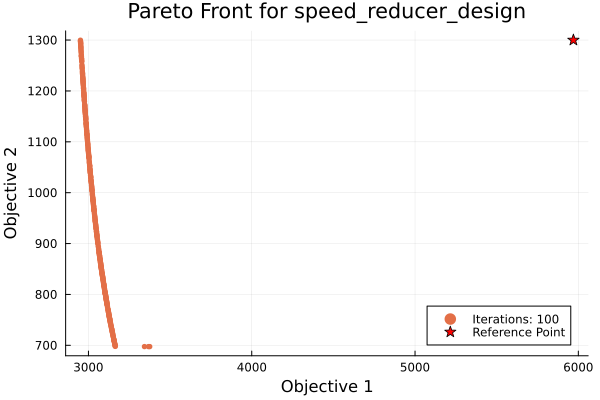 Pareto Front for speed_reducer_design
Objective 2
1300
1200
1100
1000
900
800
700
3000
4000
5000
6000
Objective 1
Iterations: 100
Reference Point